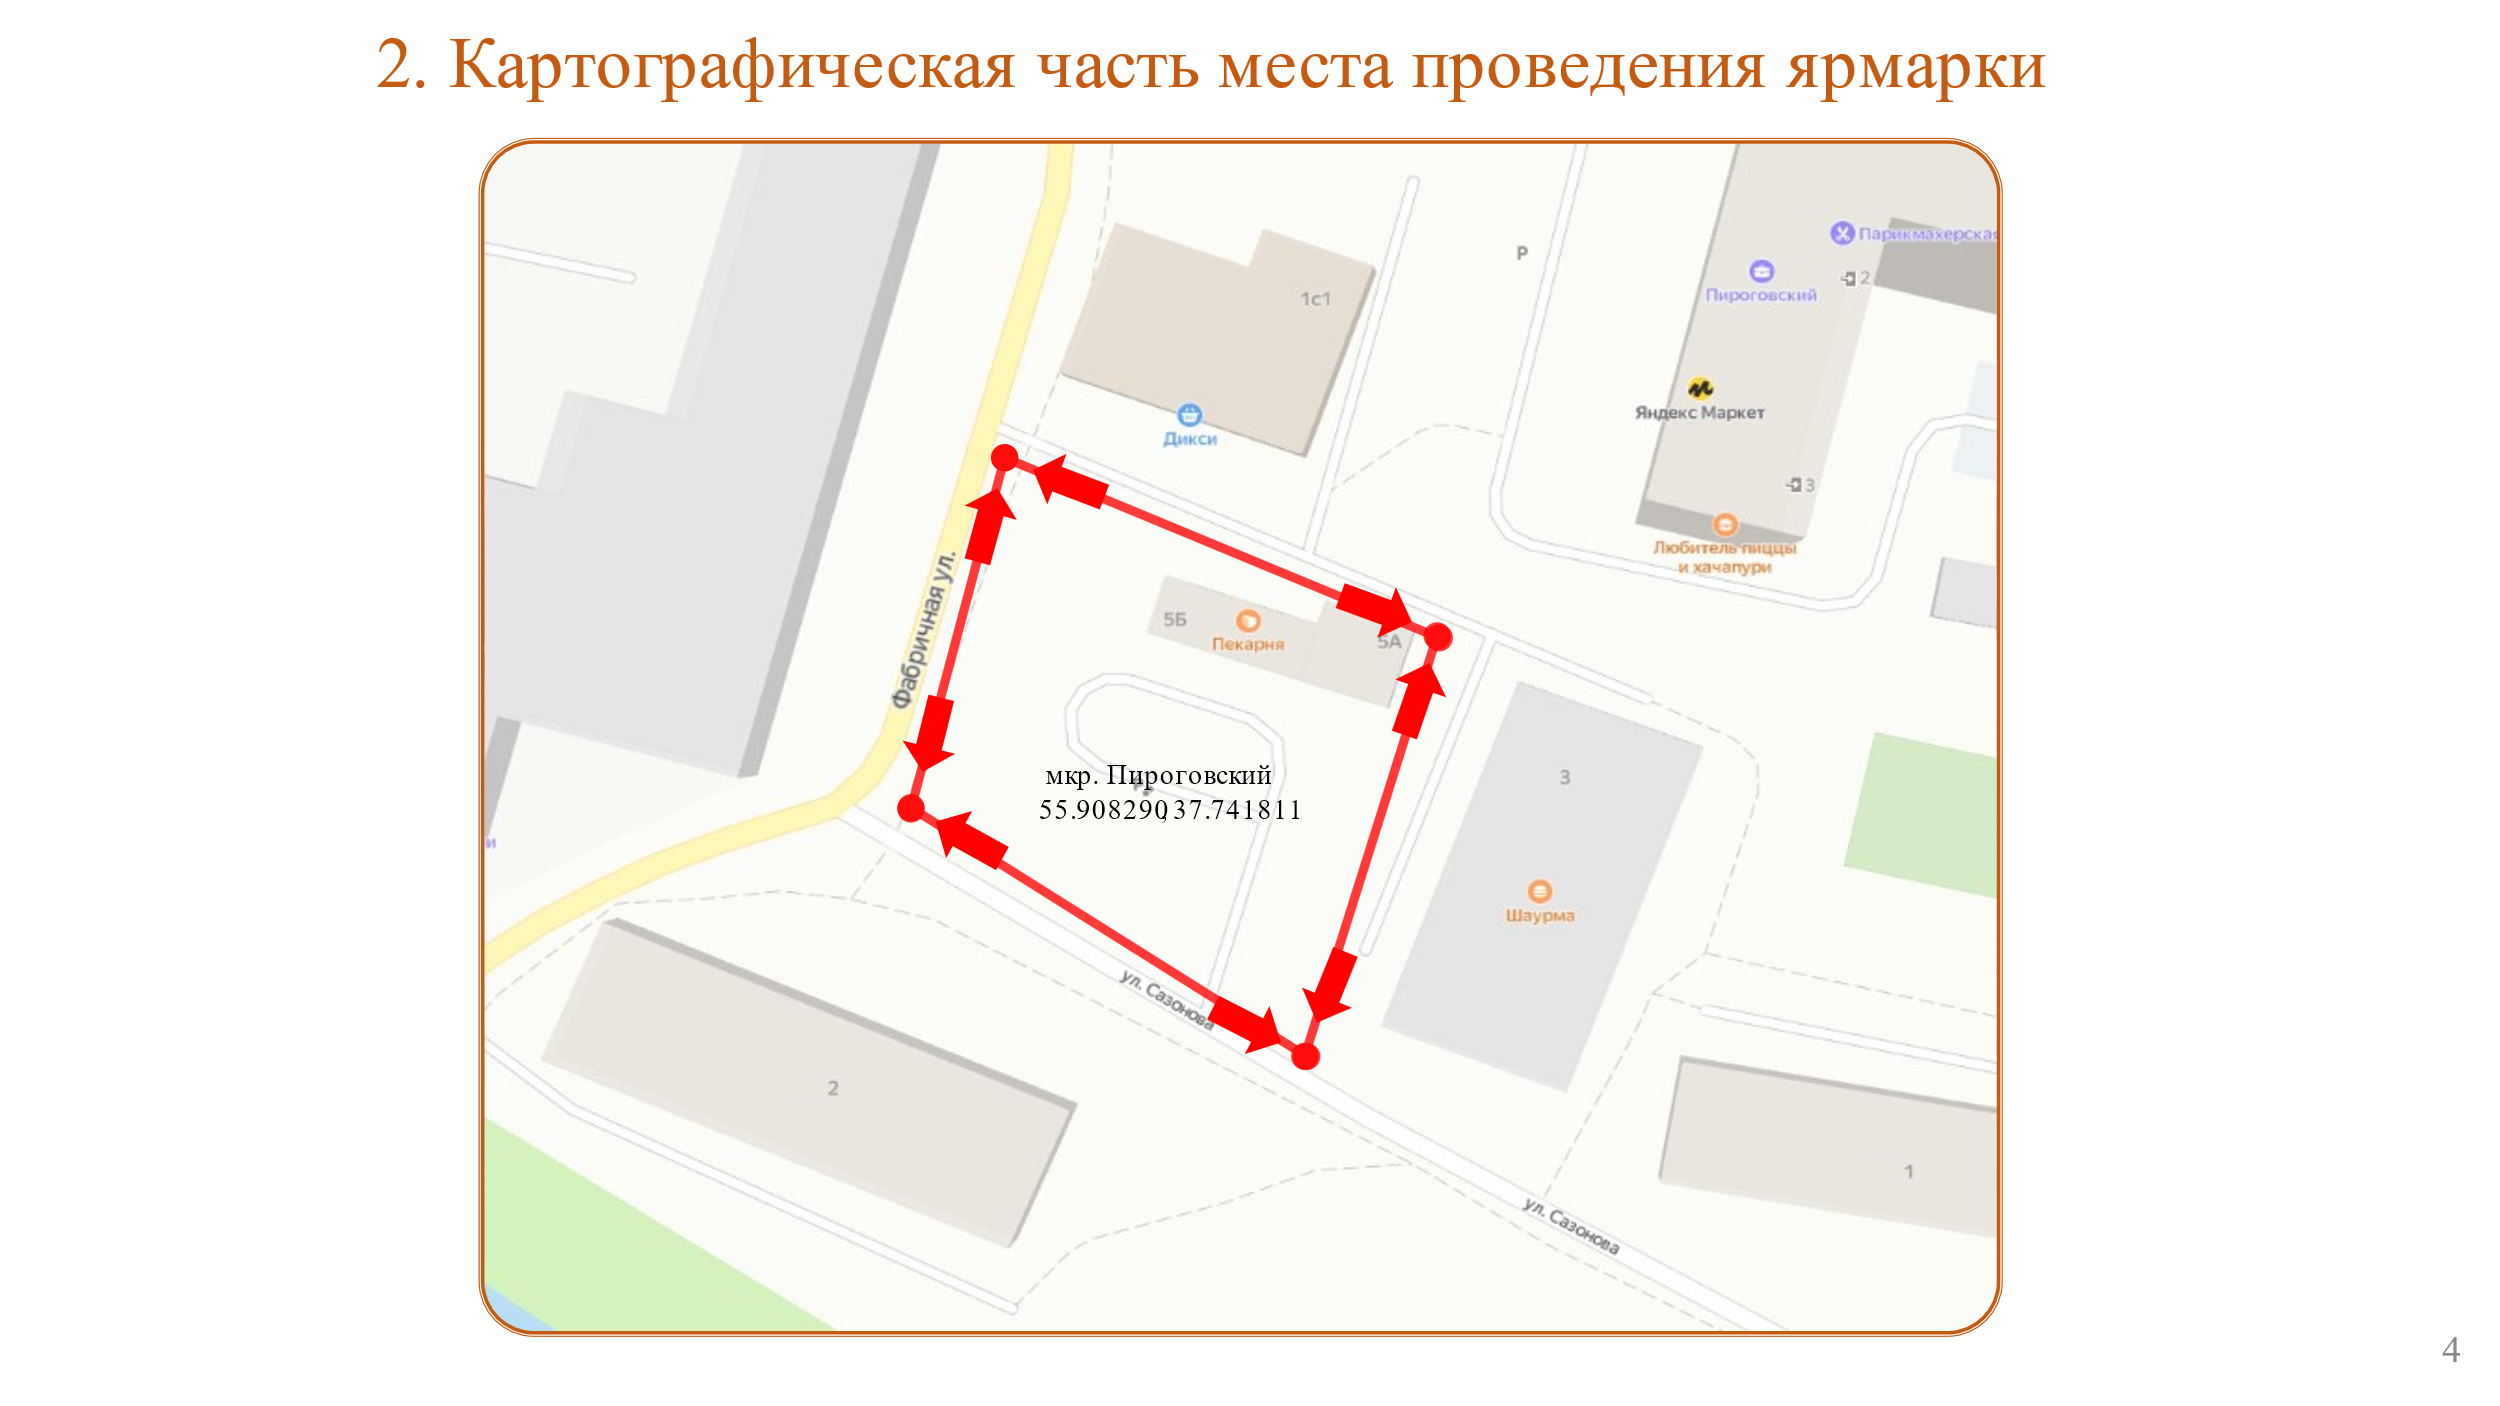 2. Картографическая часть места проведения ярмарки
Парикмахерская
2
Пироговский
P
1с1
Яндекс Маркет
Дикси
3
Любитель пиццы
и хачапури
Фабричная ул.
5Б
Пекарня
5А
мкр. Пироговский
55.908290, 37.741811
3
и
Шаурма
ул. Сазонова
2
1
ул. Сазонова
4